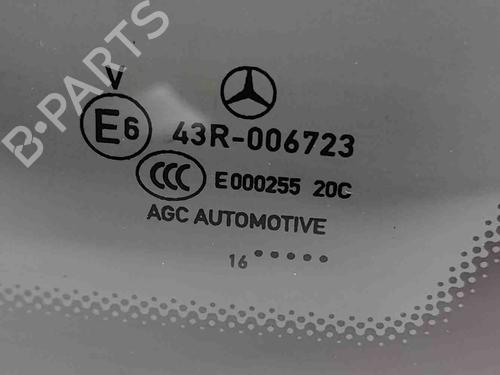 B-PARTS
V
E6 43R-006723
CCC E000255 20C
AGC AUTOMOTIVE
16 •••••